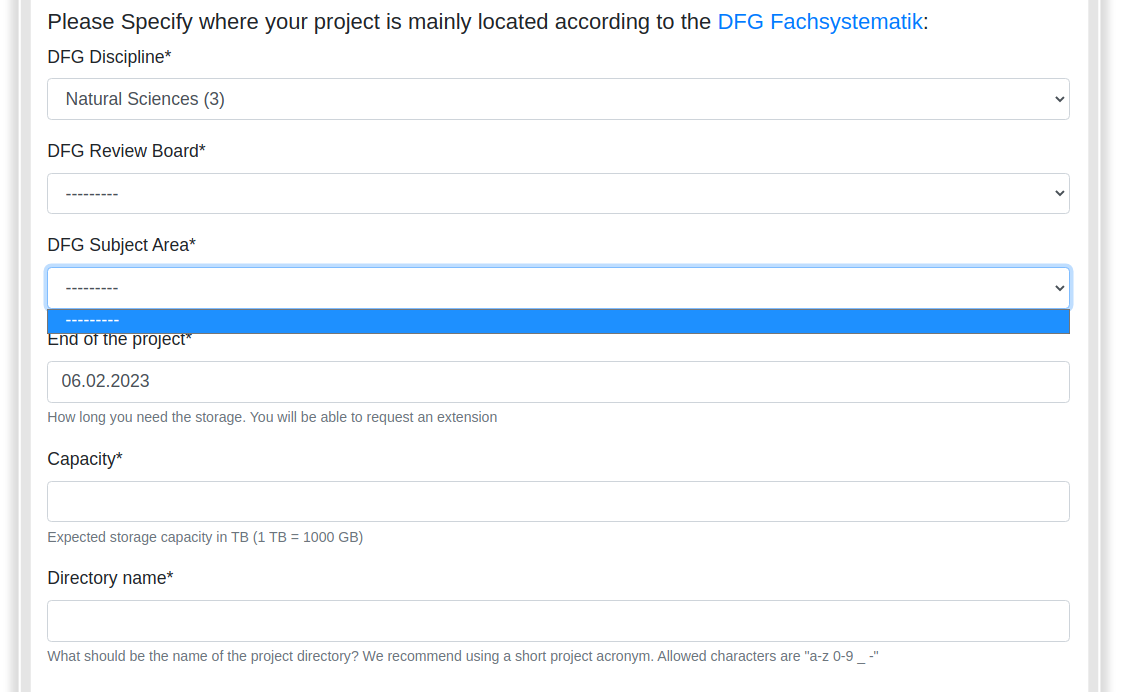 Please Specify where your project is mainly located according to the DFG Fachsystematik:
DFG Discipline*
Natural Sciences (3)
DFG Review Board*
---------
DFG Subject Area*
---------
---------
End of the project*
06.02.2023
How long you need the storage. You will be able to request an extension
Capacity*
Expected storage capacity in TB (1 TB = 1000 GB)
Directory name*
What should be the name of the project directory? We recommend using a short project acronym. Allowed characters are "a-z 0-9 _ -"